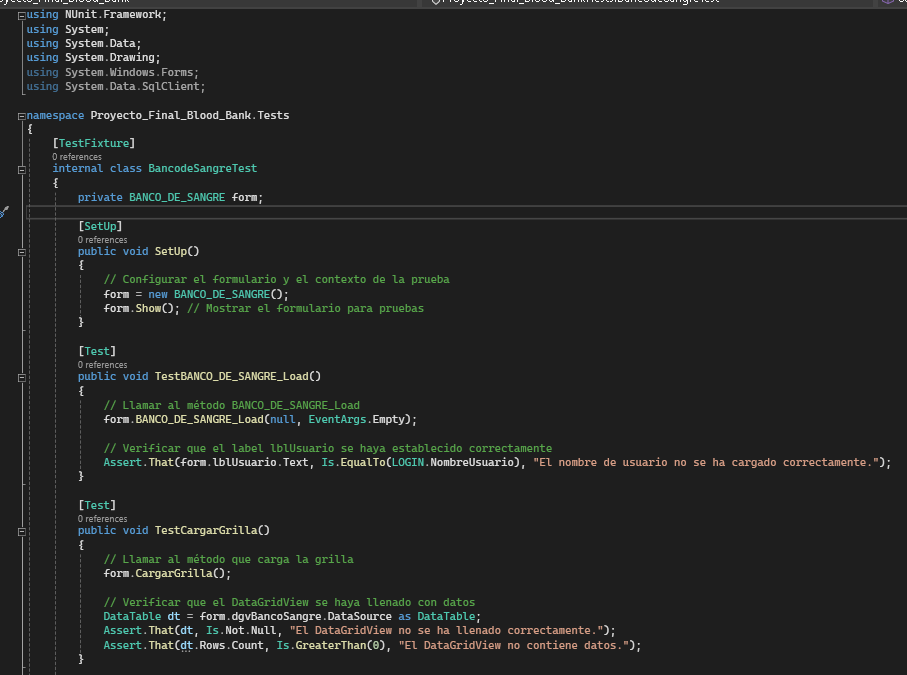 using NUnit.Framework;
using System;
using System.Data;
using System.Drawing;
using System.Windows.Forms;
using System.Data.SqlClient;
namespace Proyecto_Final_Blood_Bank.Tests
{
[TestFixture]
0 references
internal class BancodeSangreTest
{
private BANCO_DE_SANGRE form;
[SetUp]
0 references
public void SetUp()
{
// Configurar el formulario y el contexto de la prueba
form = new BANCO_DE_SANGRE();
form.Show(); // Mostrar el formulario para pruebas
}
[Test]
0 references
public void TestBANCO_DE_SANGRE_Load()
{
// Llamar al método BANCO_DE_SANGRE_Load
form.BANCO_DE_SANGRE_Load(null, EventArgs.Empty);
// Verificar que el label lblUsuario se haya establecido correctamente
Assert.That(form.lblUsuario.Text, Is.EqualTo(LOGIN.NombreUsuario), "El nombre de usuario no se ha cargado correctamente.");
}
[Test]
0 references
public void TestCargarGrilla()
{
// Llamar al método que carga la grilla
form.CargarGrilla();
// Verificar que el DataGridView se haya llenado con datos
DataTable dt = form.dgvBancoSangre.DataSource as DataTable;
Assert.That(dt, Is.Not.Null, "El DataGridView no se ha llenado correctamente.");
Assert.That(dt.Rows.Count, Is.GreaterThan(0), "El DataGridView no contiene datos.");
}